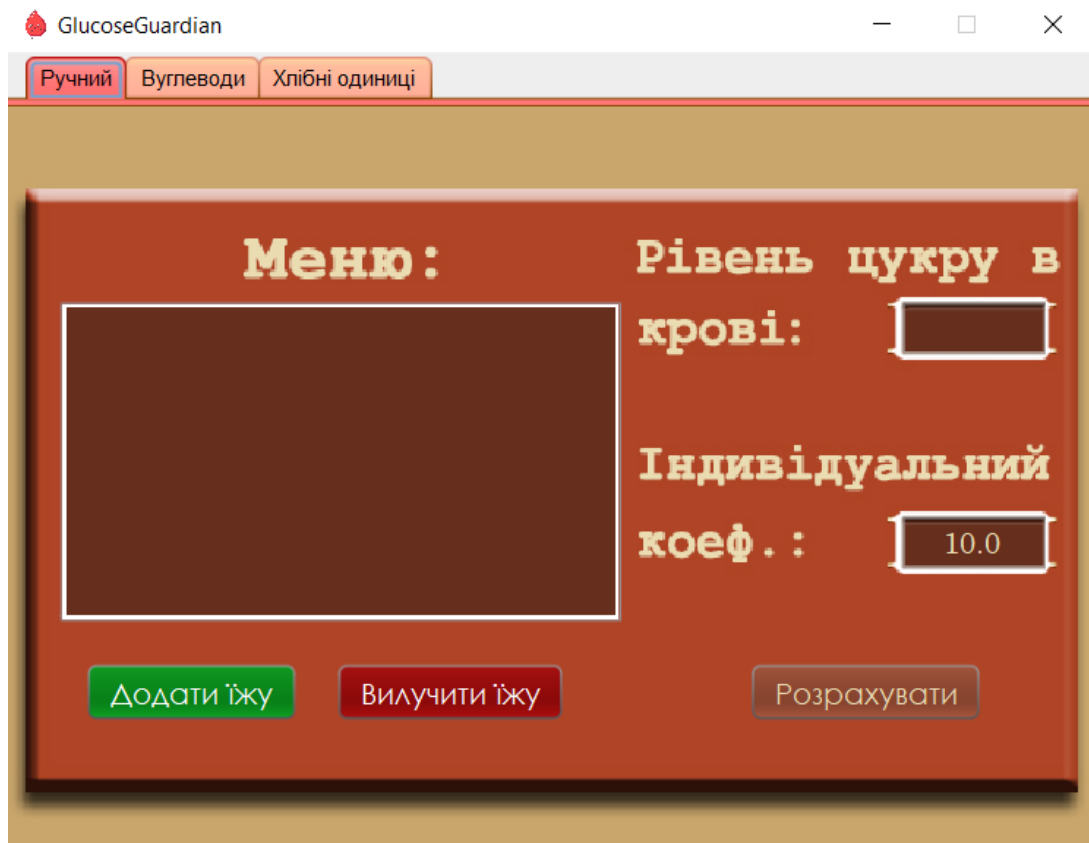 GlucoseGuardian
Ручний Вуглеводи Хлібні одиниці
Меню:
Рівень цукру в
крові:
Індивідуальний
коеф.: 10.0
Додати їжу Вилучити їжу Розрахувати